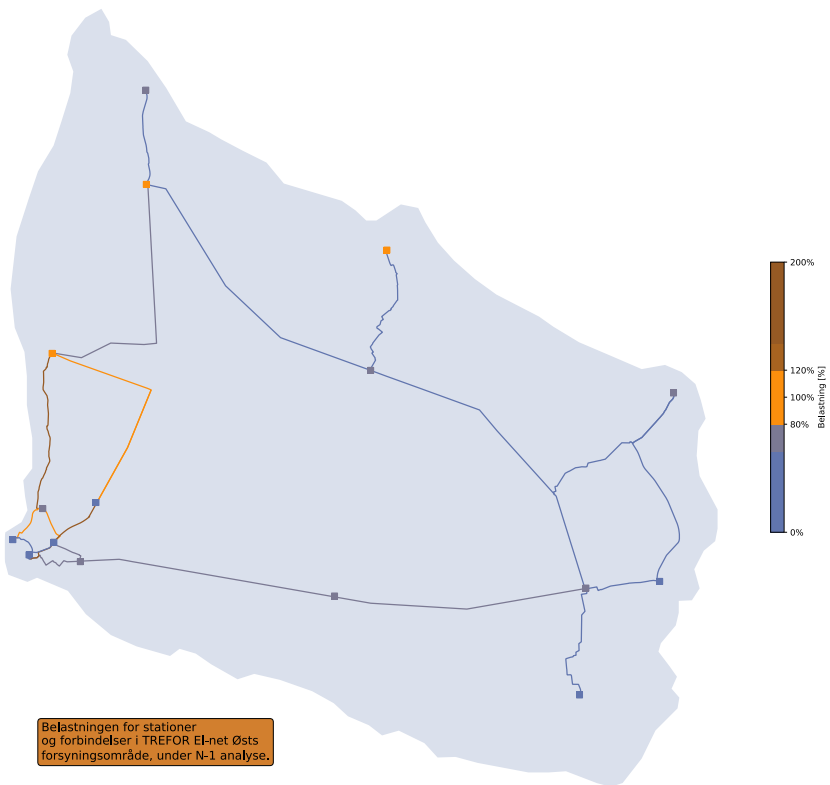 200%
120%
100%
80%
0%
Belastning [%]
Belastningen for stationer
og forbindelser i TREFOR El-net Østs
forsyningsområde, under N-1 analyse.